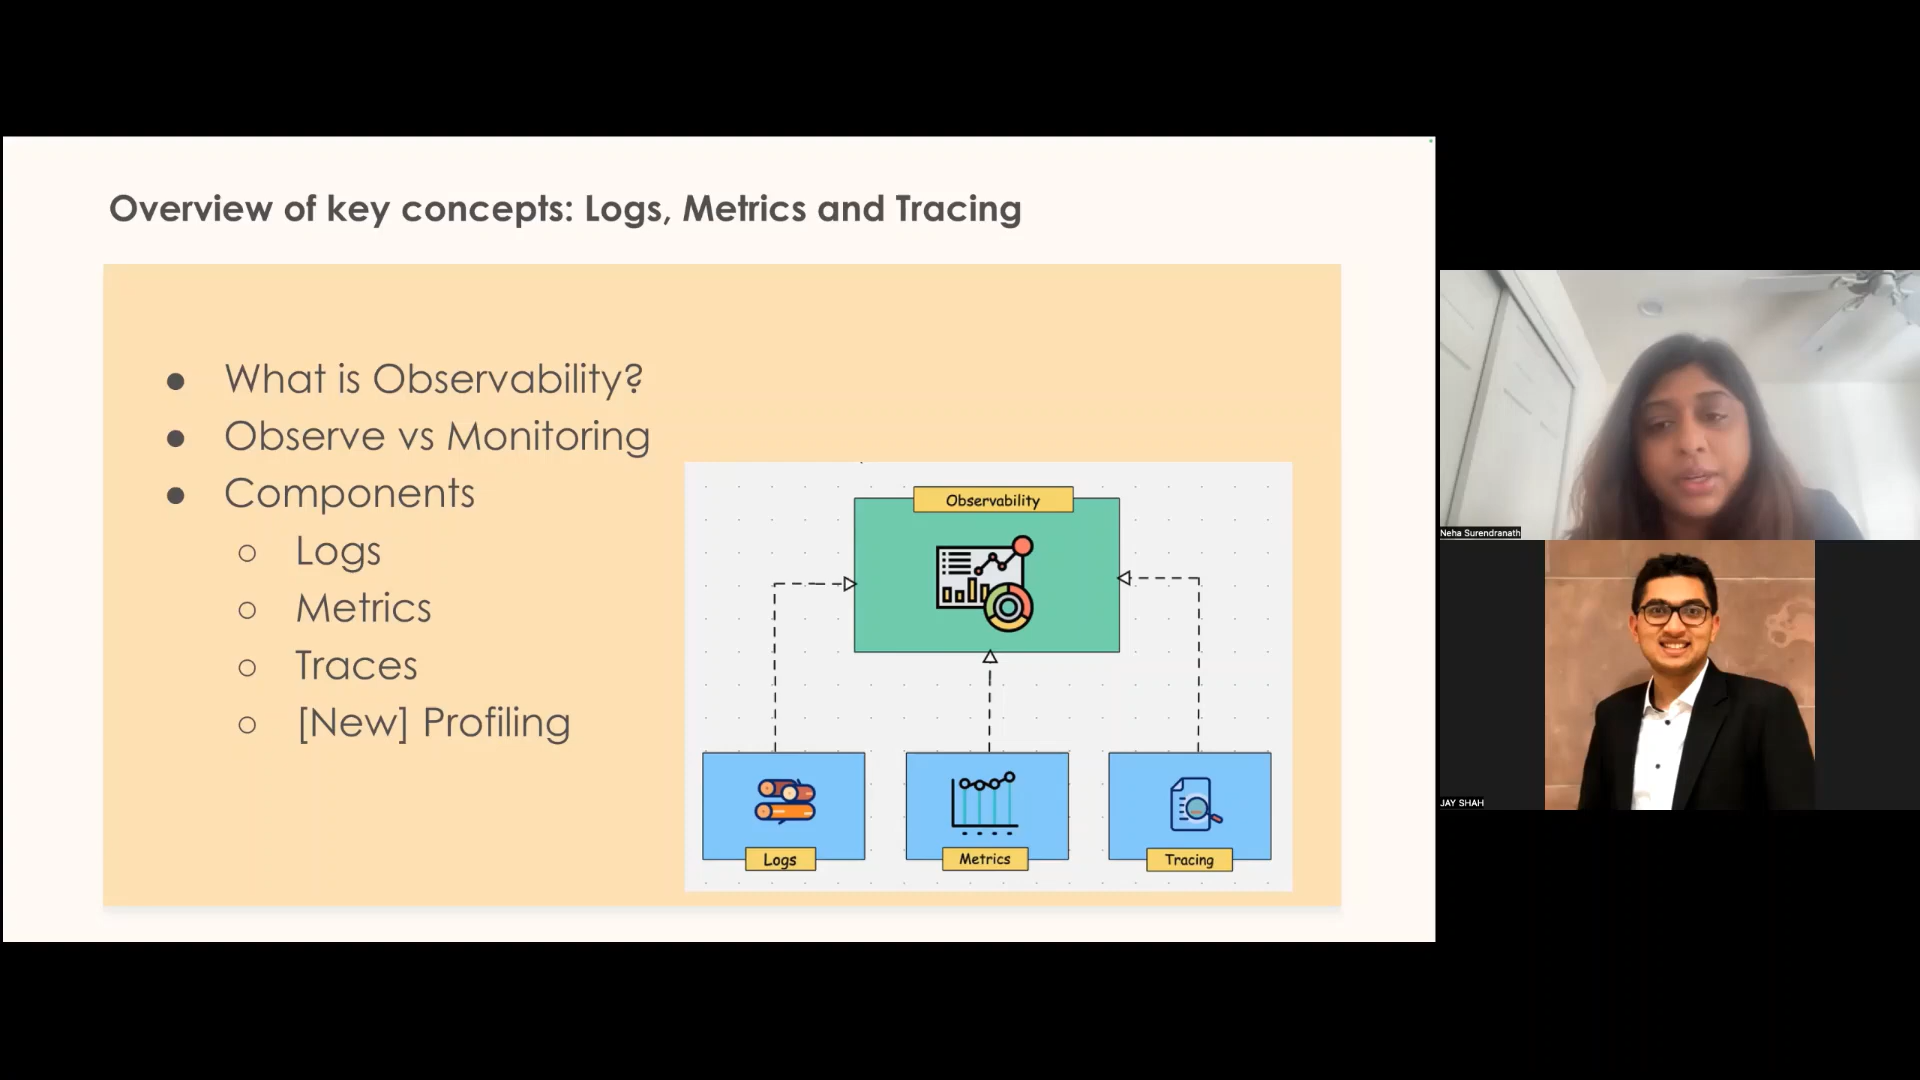 Overview of key concepts: Logs, Metrics and Tracing
What is Observability?
Observe vs Monitoring
Components
Logs
Metrics
Traces
[New] Profiling
Observability
Logs
Metrics
Tracing
Neha Surendranath
JAY SHAH